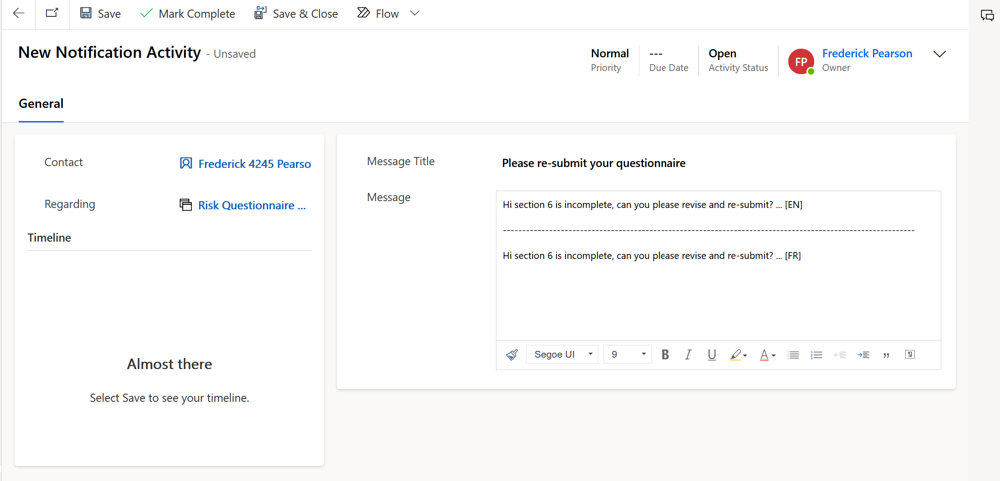 Save
Mark Complete
Save & Close
Flow
New Notification Activity - Unsaved
Normal
Priority
---
Due Date
Open
Activity Status
FP
Frederick Pearson
Owner
General
Contact
Frederick 4245 Pearso
Regarding
Risk Questionnaire ...
Timeline
Almost there
Select Save to see your timeline.
Message Title
Please re-submit your questionnaire
Message
Hi section 6 is incomplete, can you please revise and re-submit? ... [EN]
-----------------------------------------------------------------------------------------------------------
Hi section 6 is incomplete, can you please revise and re-submit? ... [FR]
Segoe UI
9
B I U A